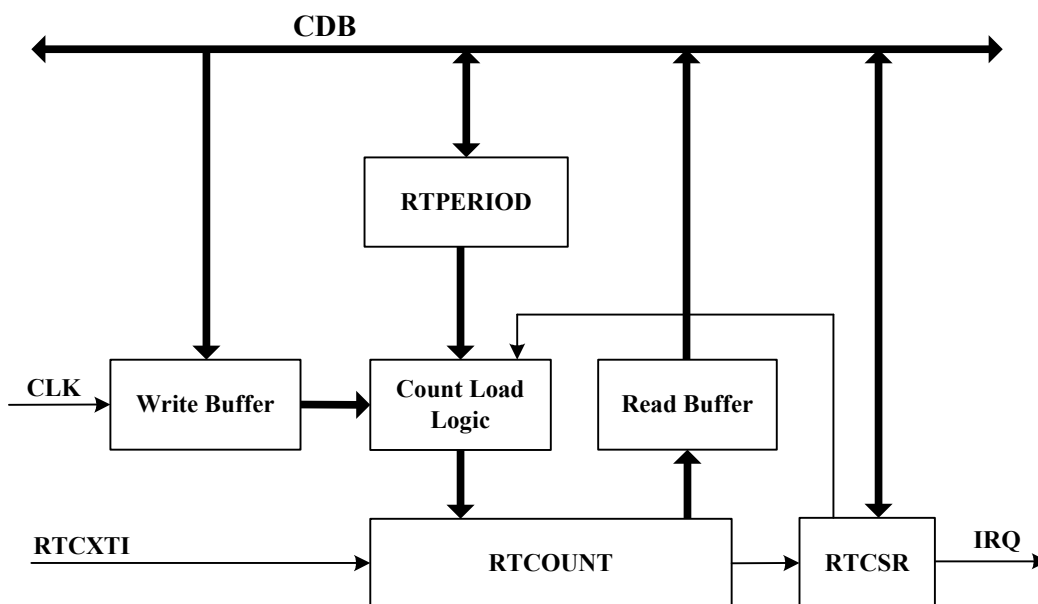 CDB
RTPERIOD
CLK
Write Buffer
Count Load
Logic
Read Buffer
RTCXTI
RTCOUNT
RTCSR
IRQ